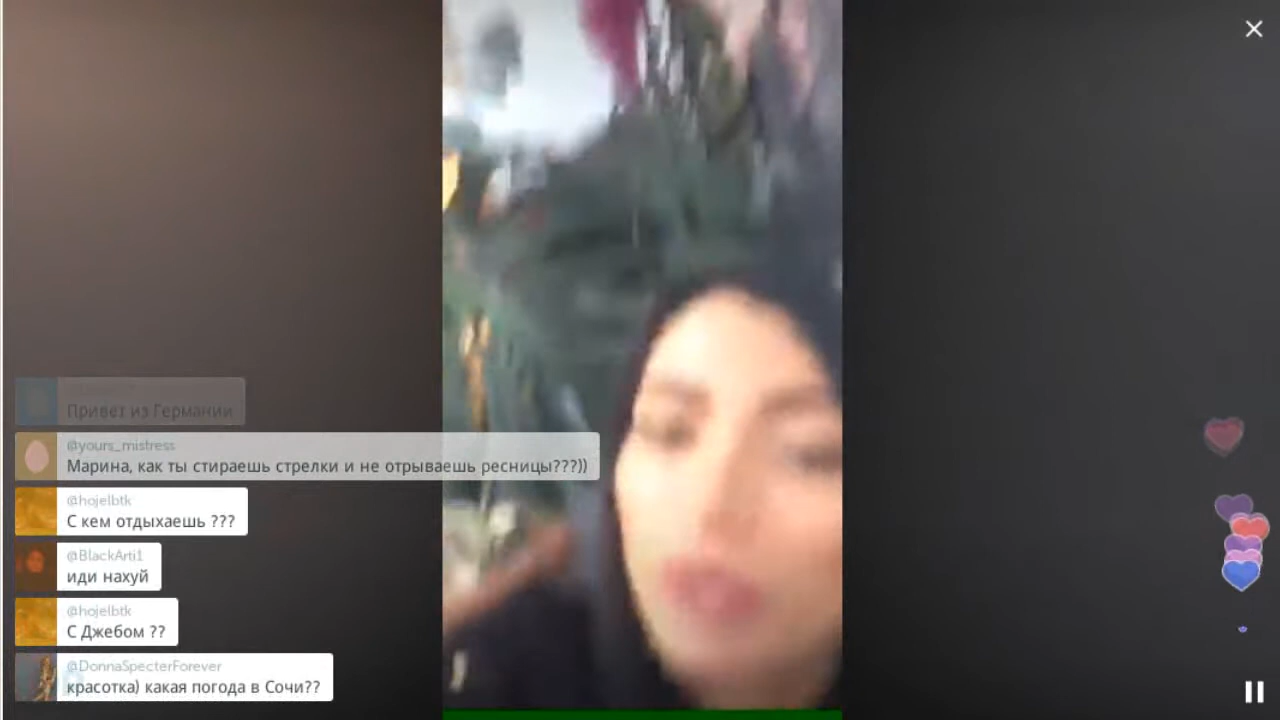 Привет из Германии
@yours_mistress
Марина, как ты стираешь стрелки и не отрываешь ресницы???))
@hojelbtk
С кем отдыхаешь ???
@BlackArti1
иди нахуй
@hojelbtk
С Джебом ??
@DonnaSpecterForever
красотка) какая погода в Сочи??